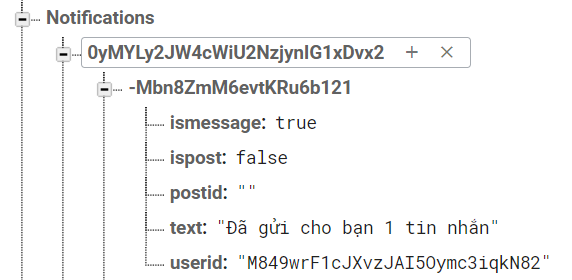 Notifications
0yMYLy2JW4cWiU2NzjynIG1xDvx2
-Mbn8ZmM6evtKRu6b121
ismessage: true
ispost: false
postid: ""
text: "Đã gửi cho bạn 1 tin nhắn"
userid: "M849wrF1cJXvzJAI5Oymc3iqkN82"